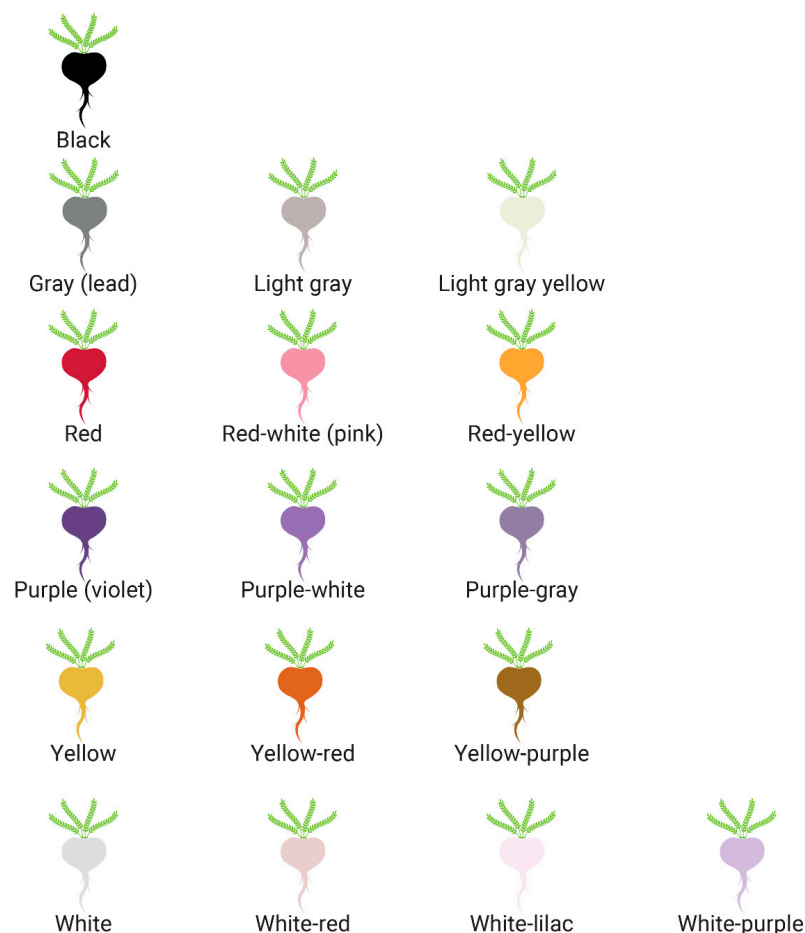 Black
Gray (lead) Light gray Light gray yellow
Red Red-white (pink) Red-yellow
Purple (violet) Purple-white Purple-gray
Yellow Yellow-red Yellow-purple
White White-red White-lilac White-purple